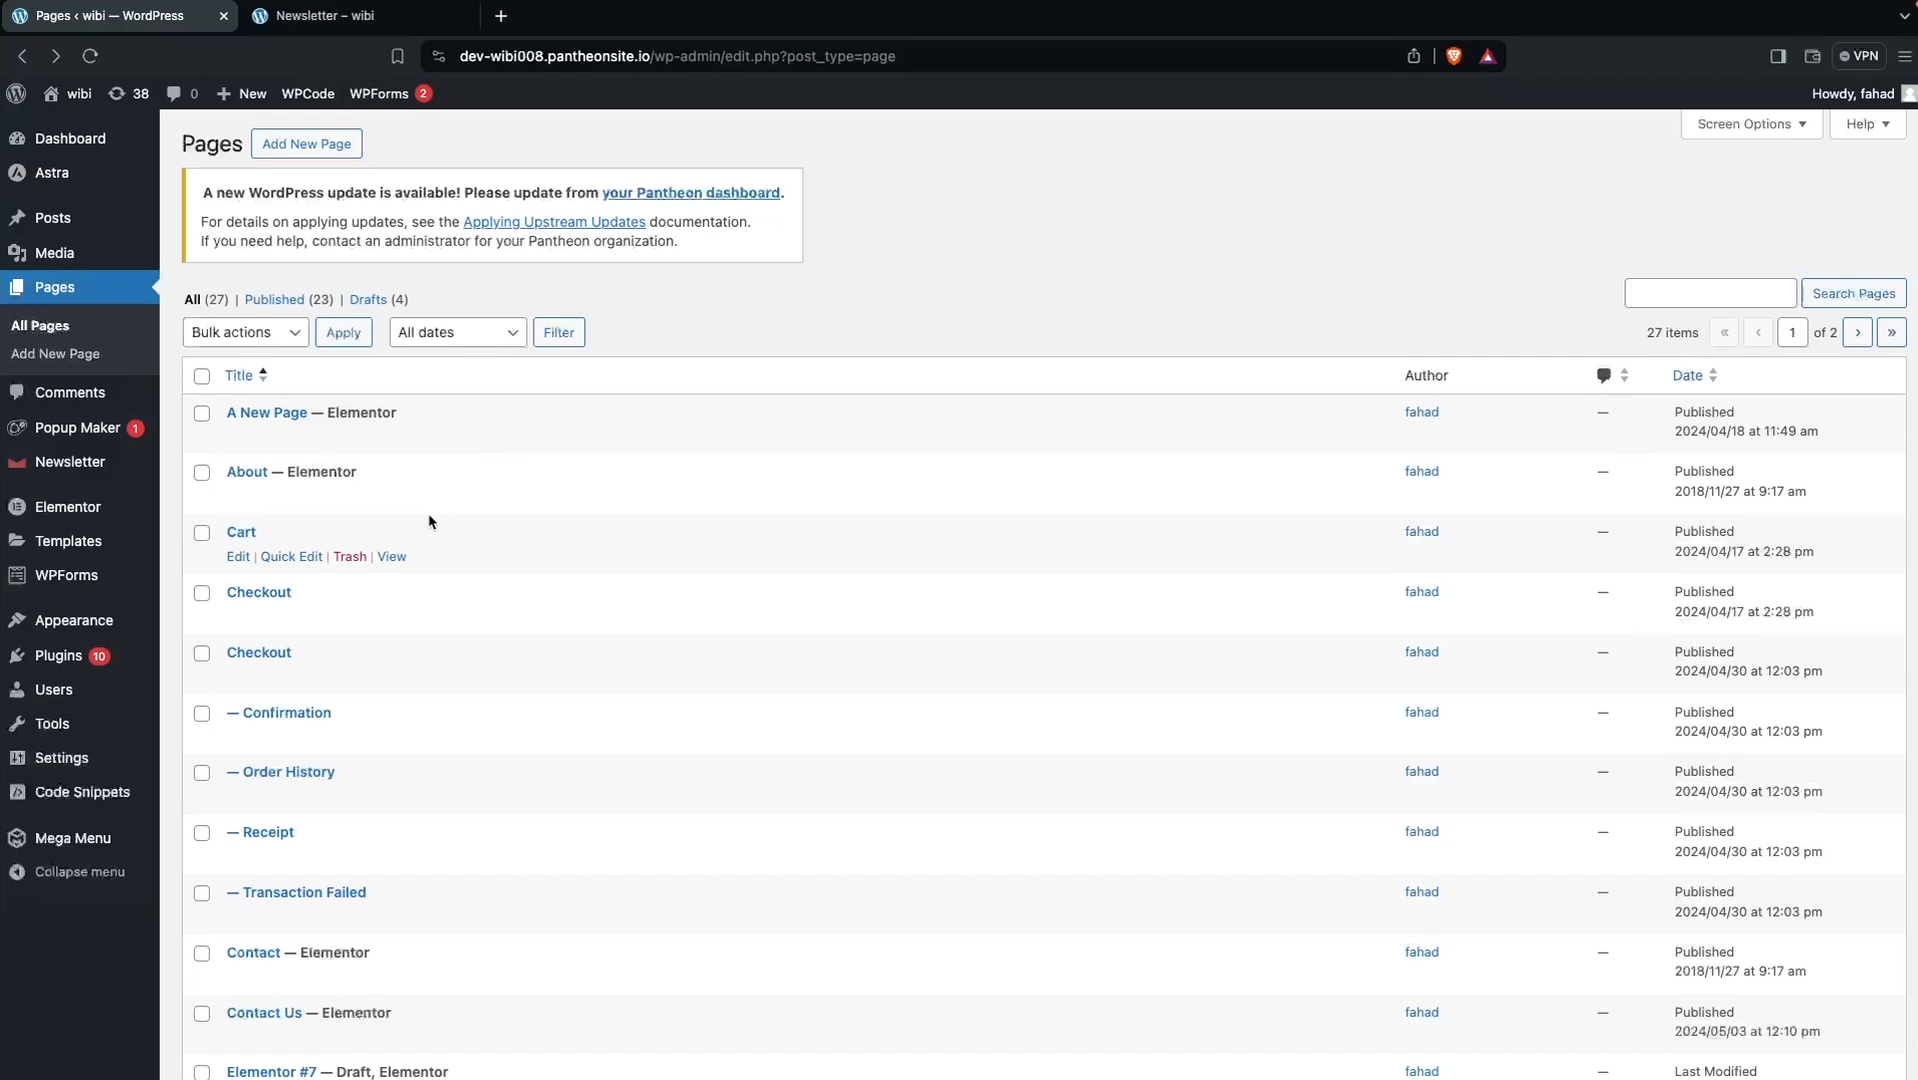 Pages < wibi — WordPress
Newsletter – wibi
dev-wibi008.pantheonsite.io/wp-admin/edit.php?post_type=page
VPN
wibi
38
0
New
WPCode
WPForms 2
Howdy, fahad
Dashboard
Astra
Posts
Media
Pages
All Pages
Add New Page
Comments
Popup Maker 1
Newsletter
Elementor
Templates
WPForms
Appearance
Plugins 10
Users
Tools
Settings
Code Snippets
Mega Menu
Collapse menu
Screen Options
Help
Pages
Add New Page
A new WordPress update is available! Please update from your Pantheon dashboard.
For details on applying updates, see the Applying Upstream Updates documentation.
If you need help, contact an administrator for your Pantheon organization.
All (27) | Published (23) | Drafts (4)
Search Pages
Bulk actions
Apply
All dates
Filter
27 items « ‹ 1 of 2 › »
Title
Author
Date
A New Page — Elementor
fahad
—
Published
2024/04/18 at 11:49 am
About — Elementor
fahad
—
Published
2018/11/27 at 9:17 am
Cart
Edit | Quick Edit | Trash | View
fahad
—
Published
2024/04/17 at 2:28 pm
Checkout
fahad
—
Published
2024/04/17 at 2:28 pm
Checkout
fahad
—
Published
2024/04/30 at 12:03 pm
— Confirmation
fahad
—
Published
2024/04/30 at 12:03 pm
— Order History
fahad
—
Published
2024/04/30 at 12:03 pm
— Receipt
fahad
—
Published
2024/04/30 at 12:03 pm
— Transaction Failed
fahad
—
Published
2024/04/30 at 12:03 pm
Contact — Elementor
fahad
—
Published
2018/11/27 at 9:17 am
Contact Us — Elementor
fahad
—
Published
2024/05/03 at 12:10 pm
Elementor #7 — Draft, Elementor
fahad
—
Last Modified